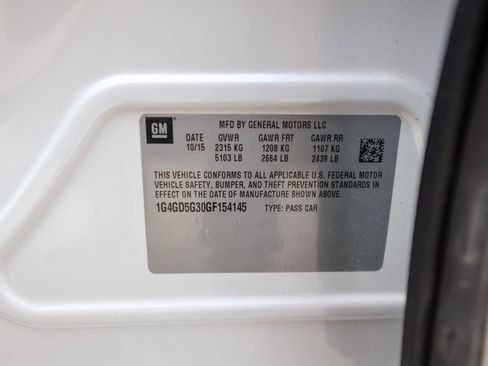 GM
MFD BY GENERAL MOTORS LLC
DATE GVWR GAWR FRT GAWR RR
10/15 2315 KG 1208 KG 1107 KG
5103 LB 2664 LB 2439 LB
THIS VEHICLE CONFORMS TO ALL APPLICABLE U.S. FEDERAL MOTOR
VEHICLE SAFETY, BUMPER, AND THEFT PREVENTION STANDARDS IN
EFFECT ON THE DATE OF MANUFACTURE SHOWN ABOVE.
1G4GD5G30GF154145 TYPE: PASS CAR